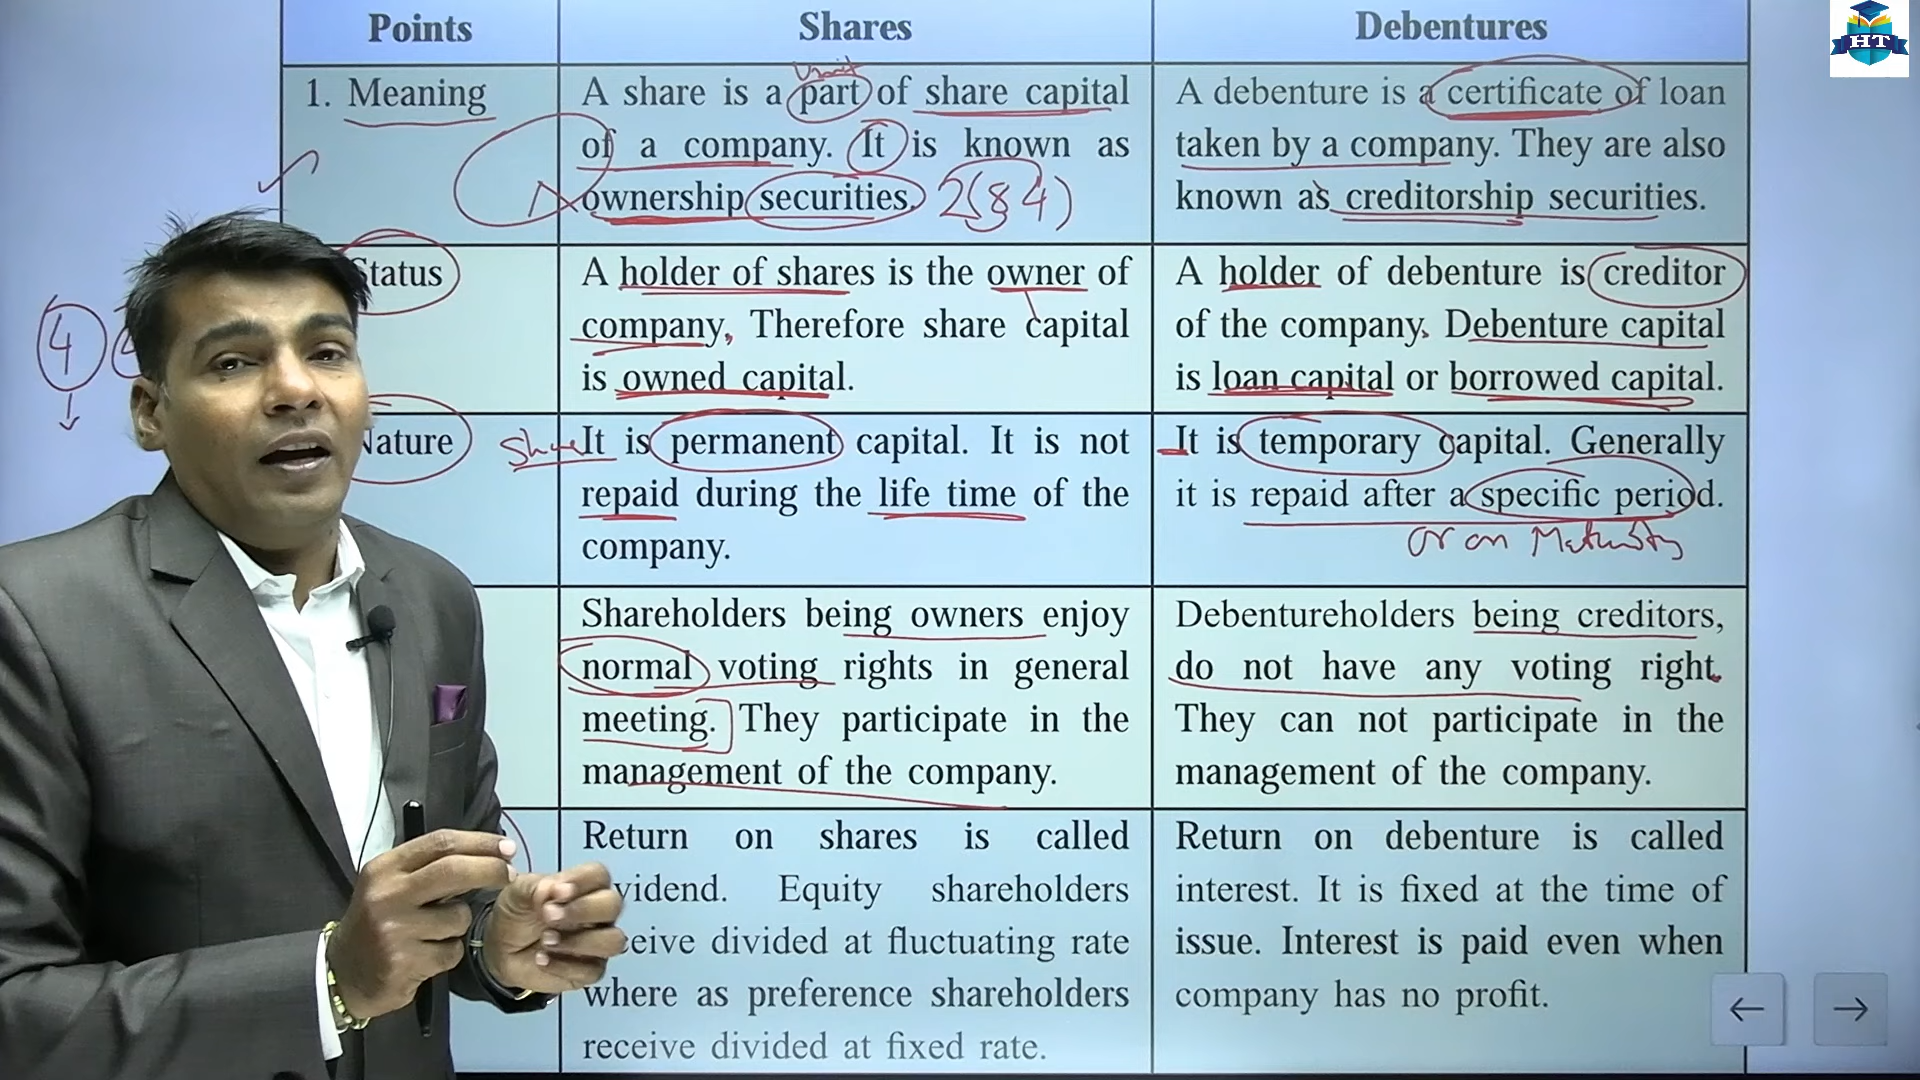 HT
Points
Shares
Debentures
1. Meaning
Unit
A share is a part of share capital
of a company. It is known as
ownership securities. 2(84)
A debenture is a certificate of loan
taken by a company. They are also
known as creditorship securities.
4
Status
A holder of shares is the owner of
company, Therefore share capital
is owned capital.
A holder of debenture is creditor
of the company. Debenture capital
is loan capital or borrowed capital.
Nature
Share
It is permanent capital. It is not
repaid during the life time of the
company.
It is temporary capital. Generally
it is repaid after a specific period.
or on Maturity
Shareholders being owners enjoy
normal voting rights in general
meeting. They participate in the
management of the company.
Debentureholders being creditors,
do not have any voting right.
They can not participate in the
management of the company.
Return on shares is called
vidend. Equity shareholders
ceive divided at fluctuating rate
where as preference shareholders
receive divided at fixed rate.
Return on debenture is called
interest. It is fixed at the time of
issue. Interest is paid even when
company has no profit.